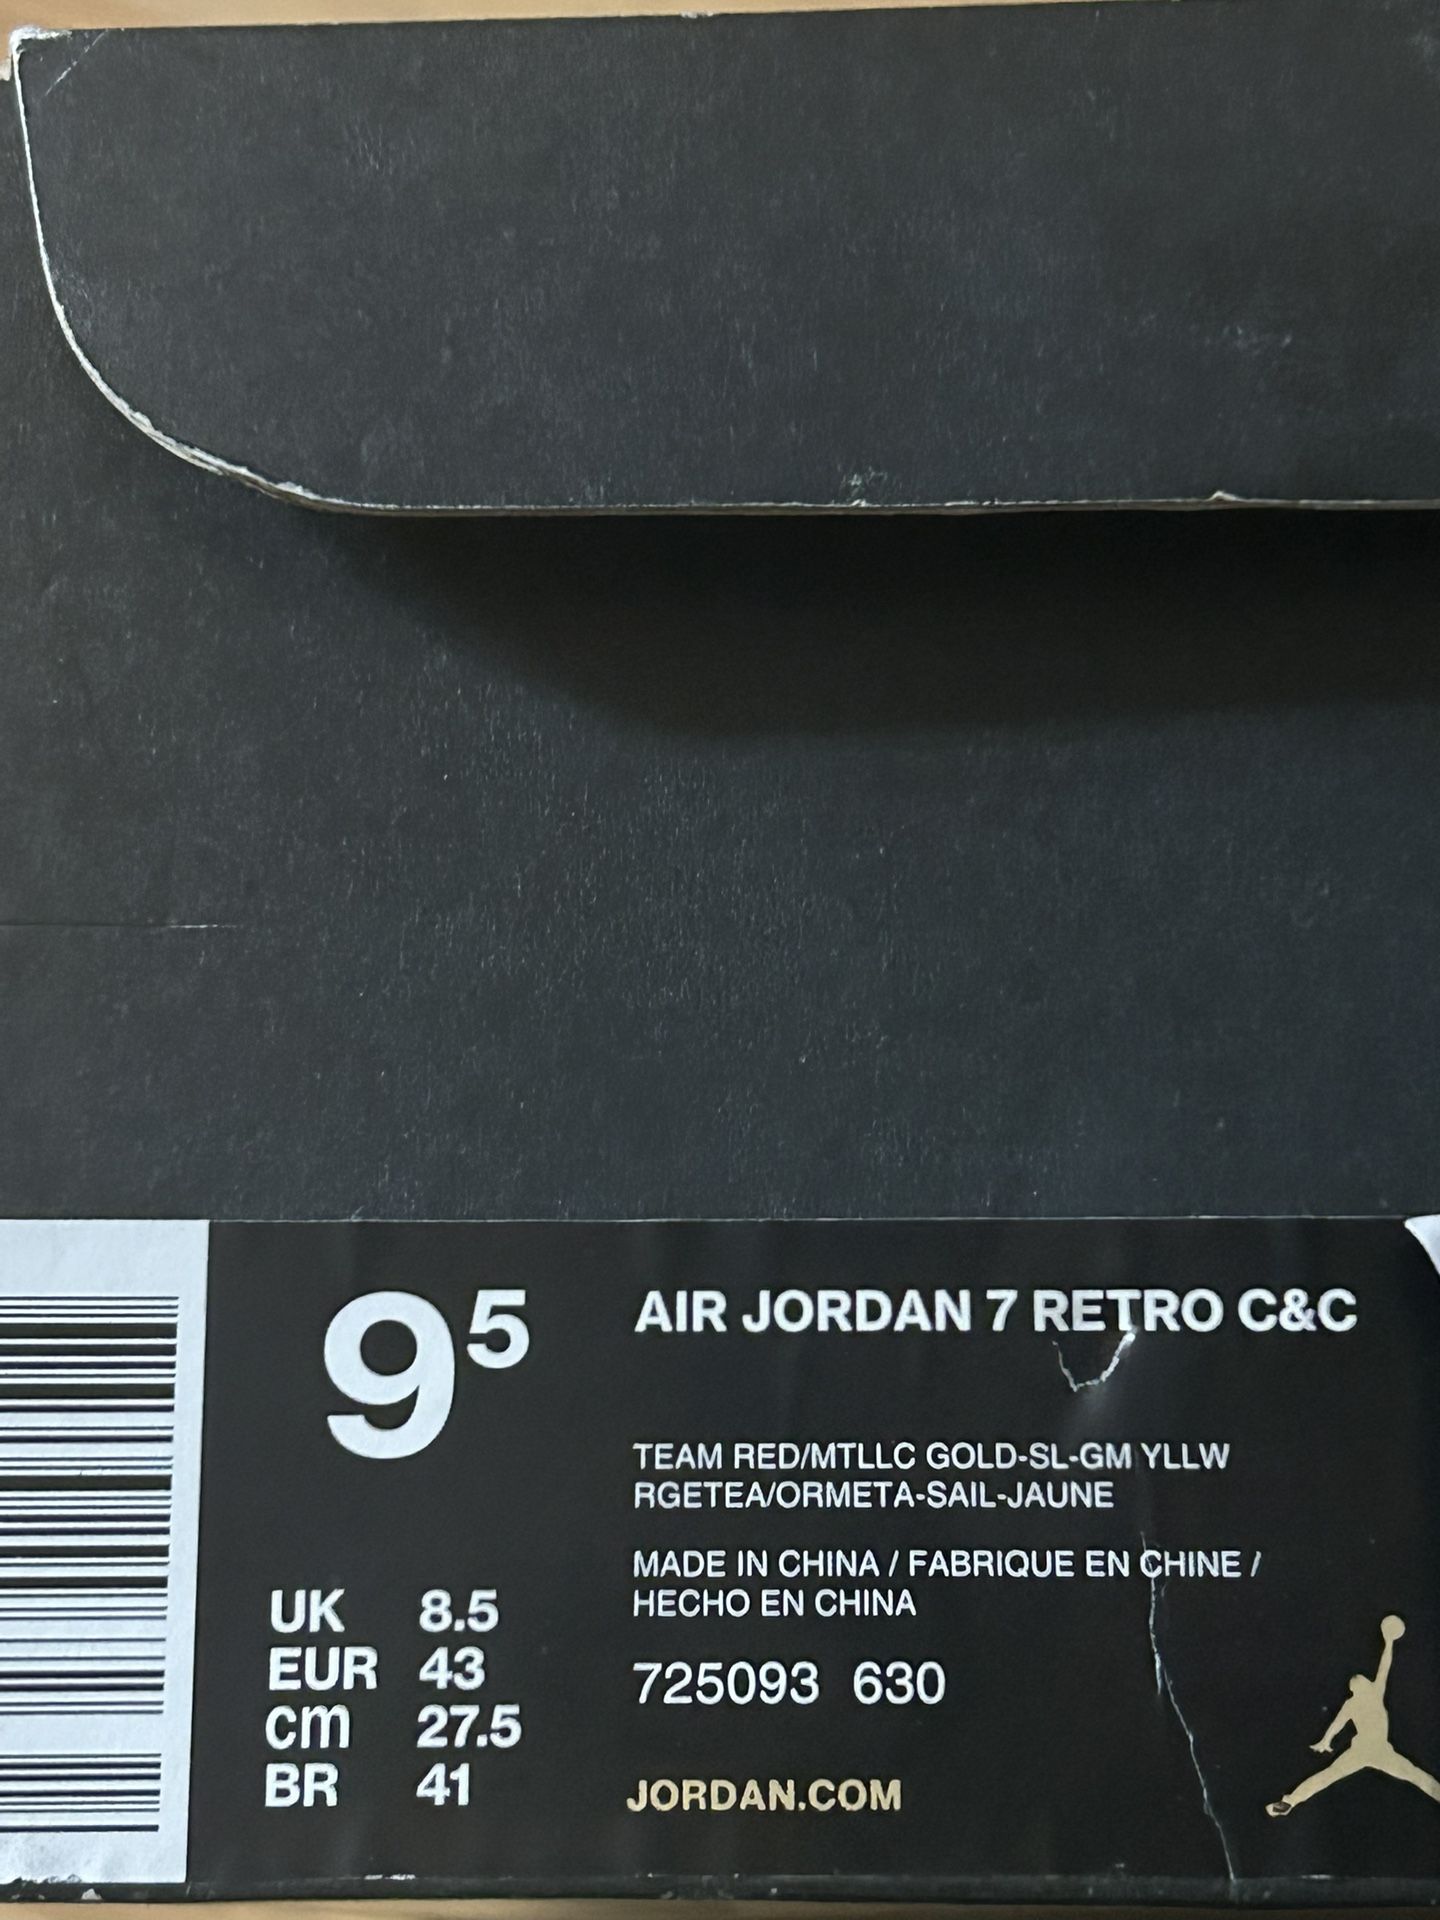 9⁵
AIR JORDAN 7 RETRO C&C
TEAM RED/MTLLC GOLD-SL-GM YLLW
RGETEA/ORMETA-SAIL-JAUNE
MADE IN CHINA / FABRIQUE EN CHINE /
HECHO EN CHINA
UK 8.5
EUR 43
cm 27.5
BR 41
725093 630
JORDAN.COM